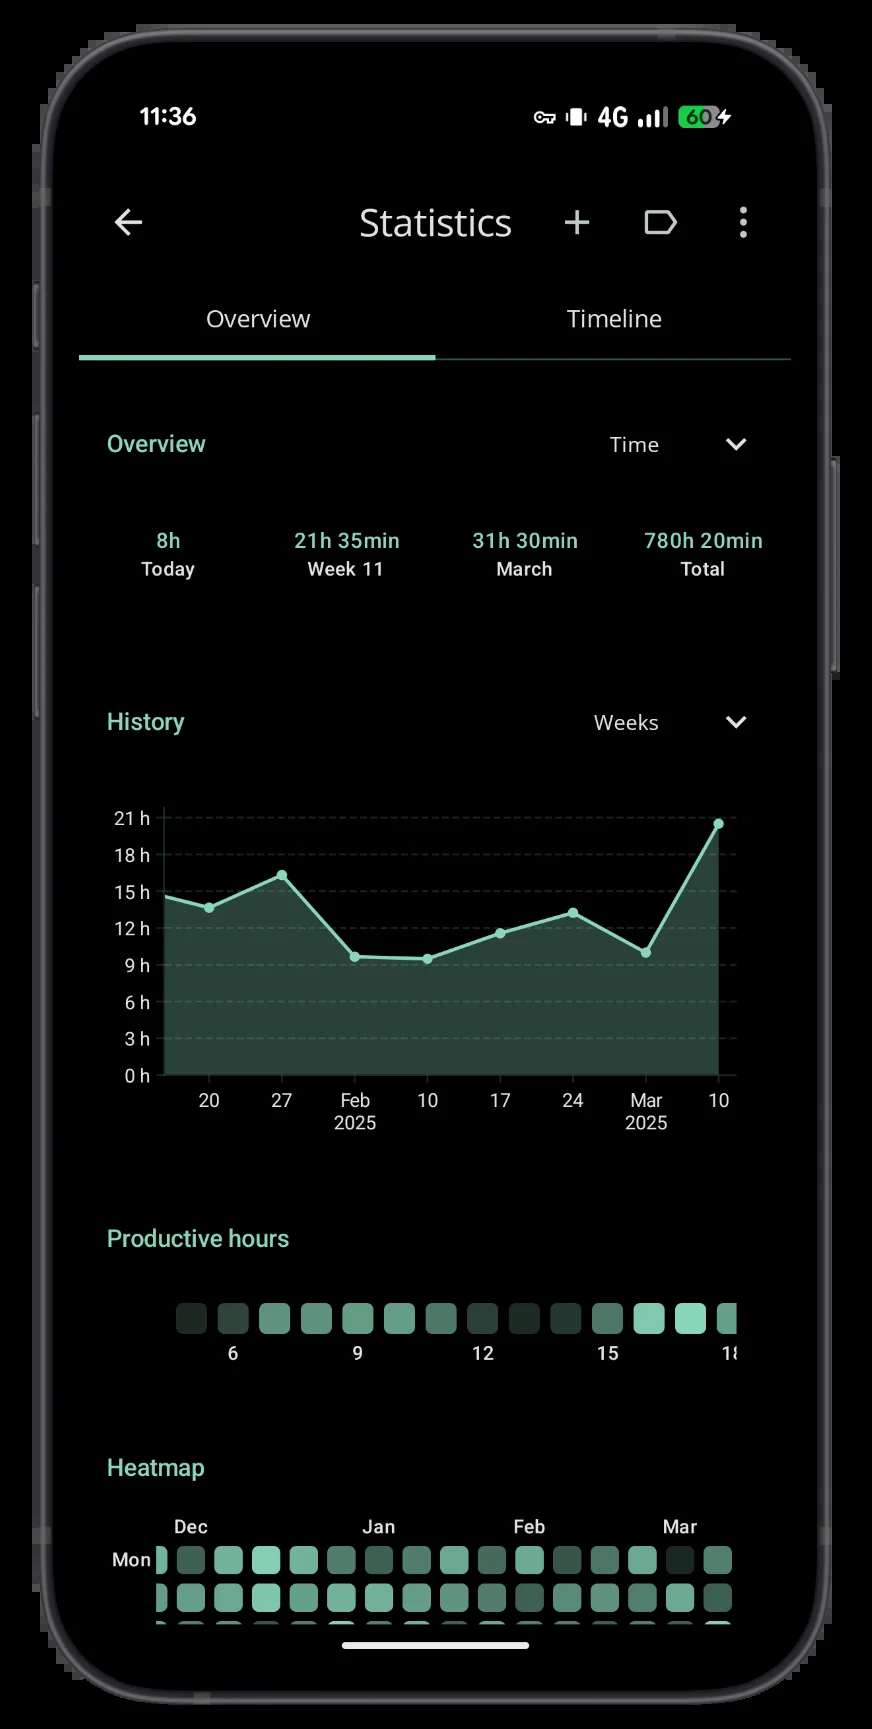 11:36 4G 60
Statistics
Overview Timeline
Overview Time
8h 21h 35min 31h 30min 780h 20min
Today Week 11 March Total
History Weeks
21 h
18 h
15 h
12 h
9 h
6 h
3 h
0 h
20 27 Feb 10 17 24 Mar 10
2025 2025
Productive hours
6 9 12 15 18
Heatmap
Dec Jan Feb Mar
Mon